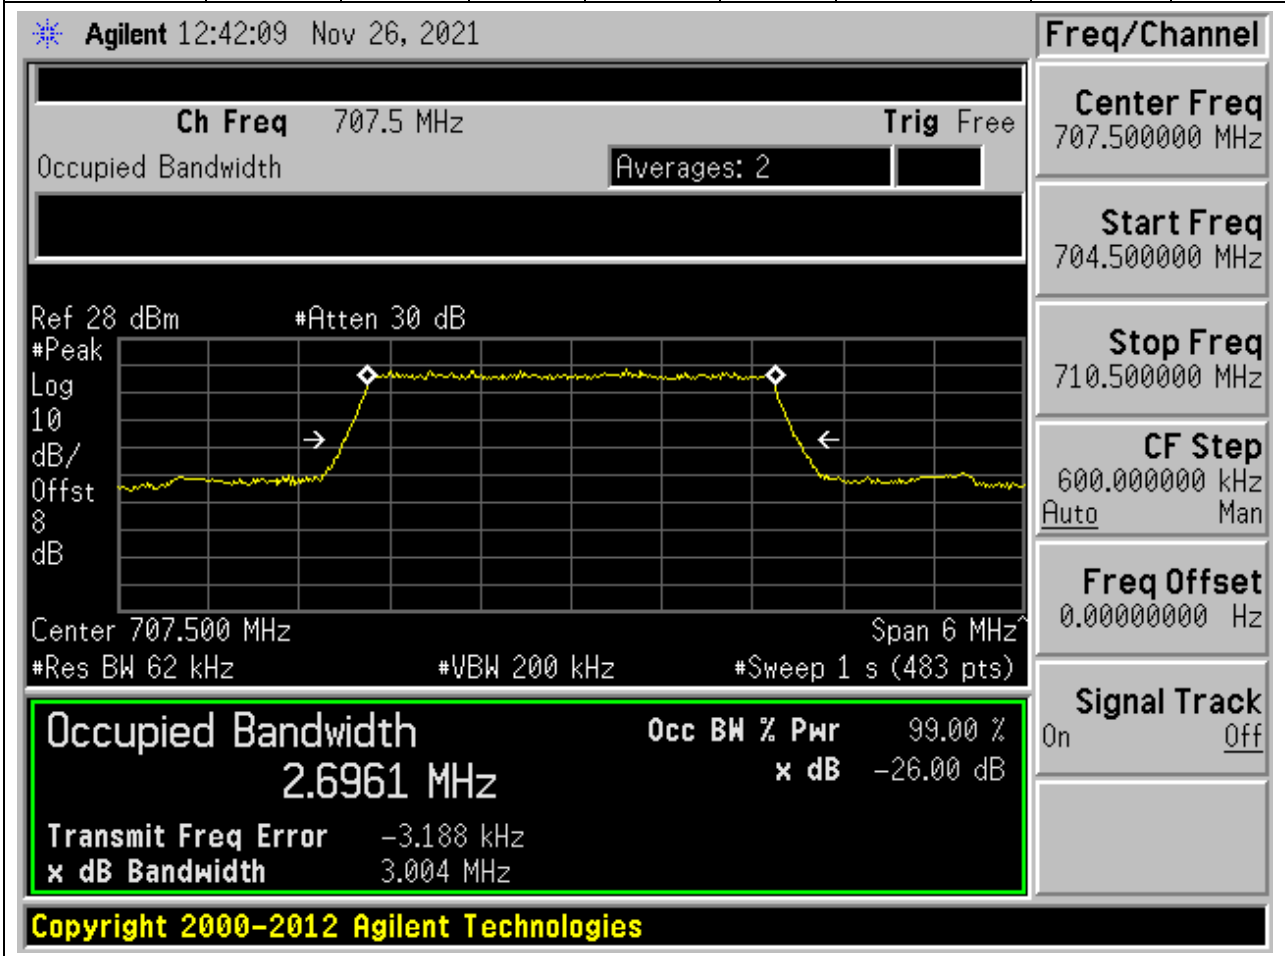 Agilent 12:42:09 Nov 26, 2021
Freq/Channel
Ch Freq 707.5 MHz Trig Free
Occupied Bandwidth Averages: 2
Ref 28 dBm #Atten 30 dB
#Peak
Log
10
dB/
Offst
8
dB
Center 707.500 MHz Span 6 MHz^
#Res BW 62 kHz #VBW 200 kHz #Sweep 1 s (483 pts)
Occupied Bandwidth
2.6961 MHz
Occ BW % Pwr 99.00 %
x dB -26.00 dB
Transmit Freq Error -3.188 kHz
x dB Bandwidth 3.004 MHz
Center Freq
707.500000 MHz
Start Freq
704.500000 MHz
Stop Freq
710.500000 MHz
CF Step
600.000000 kHz
Auto Man
Freq Offset
0.00000000 Hz
Signal Track
On Off
Copyright 2000-2012 Agilent Technologies